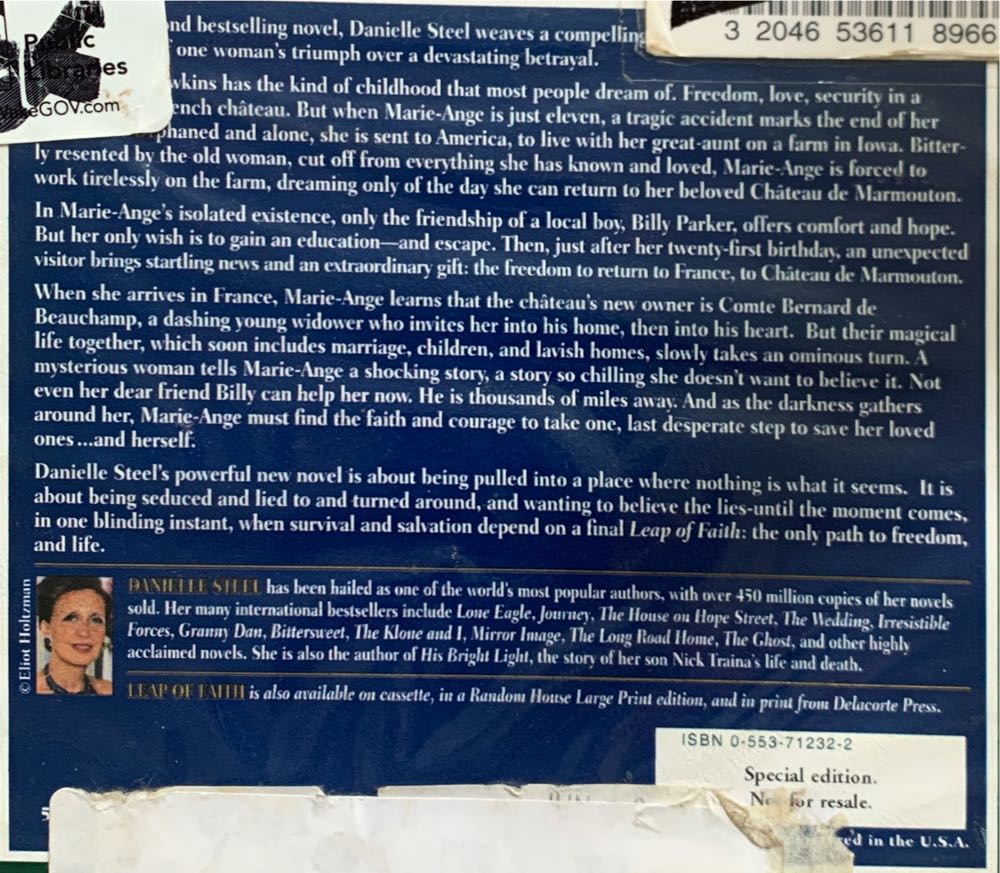 Public
Libraries
eGOV.com
3 2046 53611 8966
nd bestselling novel, Danielle Steel weaves a compelling
one woman's triumph over a devastating betrayal.
wkins has the kind of childhood that most people dream of. Freedom, love, security in a
ench château. But when Marie-Ange is just eleven, a tragic accident marks the end of her
orphaned and alone, she is sent to America, to live with her great-aunt on a farm in Iowa. Bitter-
ly resented by the old woman, cut off from everything she has known and loved, Marie-Ange is forced to
work tirelessly on the farm, dreaming only of the day she can return to her beloved Château de Marmouton.
In Marie-Ange's isolated existence, only the friendship of a local boy, Billy Parker, offers comfort and hope.
But her only wish is to gain an education—and escape. Then, just after her twenty-first birthday, an unexpected
visitor brings startling news and an extraordinary gift: the freedom to return to France, to Château de Marmouton.
When she arrives in France, Marie-Ange learns that the château's new owner is Comte Bernard de
Beauchamp, a dashing young widower who invites her into his home, then into his heart. But their magical
life together, which soon includes marriage, children, and lavish homes, slowly takes an ominous turn. A
mysterious woman tells Marie-Ange a shocking story, a story so chilling she doesn't want to believe it. Not
even her dear friend Billy can help her now. He is thousands of miles away. And as the darkness gathers
around her, Marie-Ange must find the faith and courage to take one, last desperate step to save her loved
ones...and herself.
Danielle Steel's powerful new novel is about being pulled into a place where nothing is what it seems. It is
about being seduced and lied to and turned around, and wanting to believe the lies-until the moment comes,
in one blinding instant, when survival and salvation depend on a final Leap of Faith: the only path to freedom,
and life.
© Eliot Holtzman
DANIELLE STEEL has been hailed as one of the world's most popular authors, with over 450 million copies of her novels
sold. Her many international bestsellers include Lone Eagle, Journey, The House on Hope Street, The Wedding, Irresistible
Forces, Granny Dan, Bittersweet, The Klone and I, Mirror Image, The Long Road Home, The Ghost, and other highly
acclaimed novels. She is also the author of His Bright Light, the story of her son Nick Traina's life and death.
LEAP OF FAITH is also available on cassette, in a Random House Large Print edition, and in print from Delacorte Press.
ISBN 0-553-71232-2
Special edition.
Not for resale.
5
ed in the U.S.A.